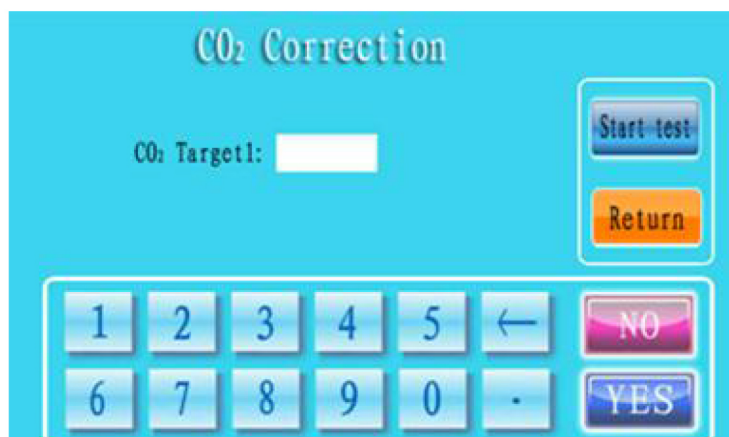 CO₂ Correction
CO₂ Target1:
Start test
Return
1 2 3 4 5 ← NO
6 7 8 9 0 . YES